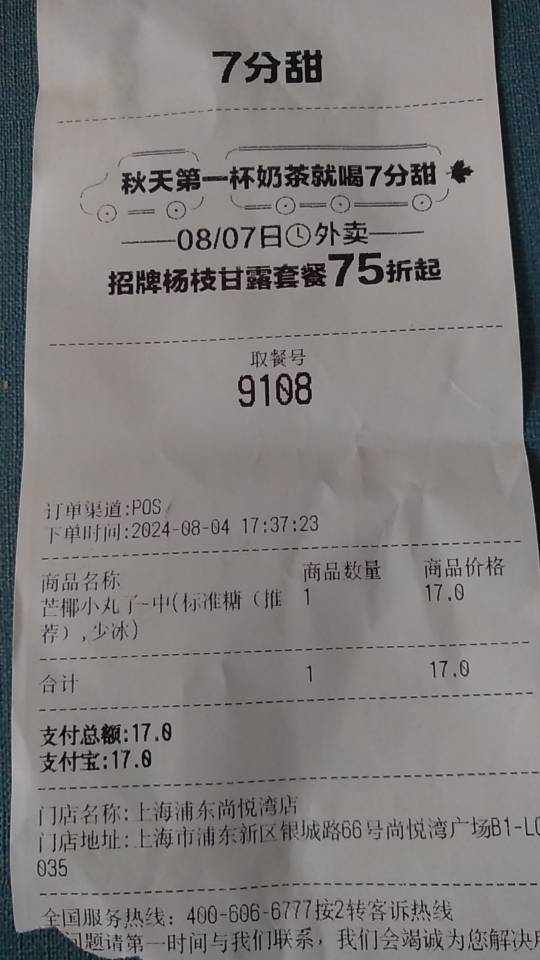 7分甜
秋天第一杯奶茶就喝7分甜
08/07日外卖
招牌杨枝甘露套餐75折起
取餐号
9108
订单渠道:POS
下单时间:2024-08-04 17:37:23
商品名称 商品数量 商品价格
芒椰小丸子-中(标准糖（推 1 17.0
荐）,少冰)
合计 1 17.0
支付总额:17.0
支付宝:17.0
门店名称:上海浦东尚悦湾店
门店地址:上海市浦东新区银城路66号尚悦湾广场B1-L0
035
全国服务热线：400-606-6777按2转客诉热线
问题请第一时间与我们联系，我们会竭诚为您解决